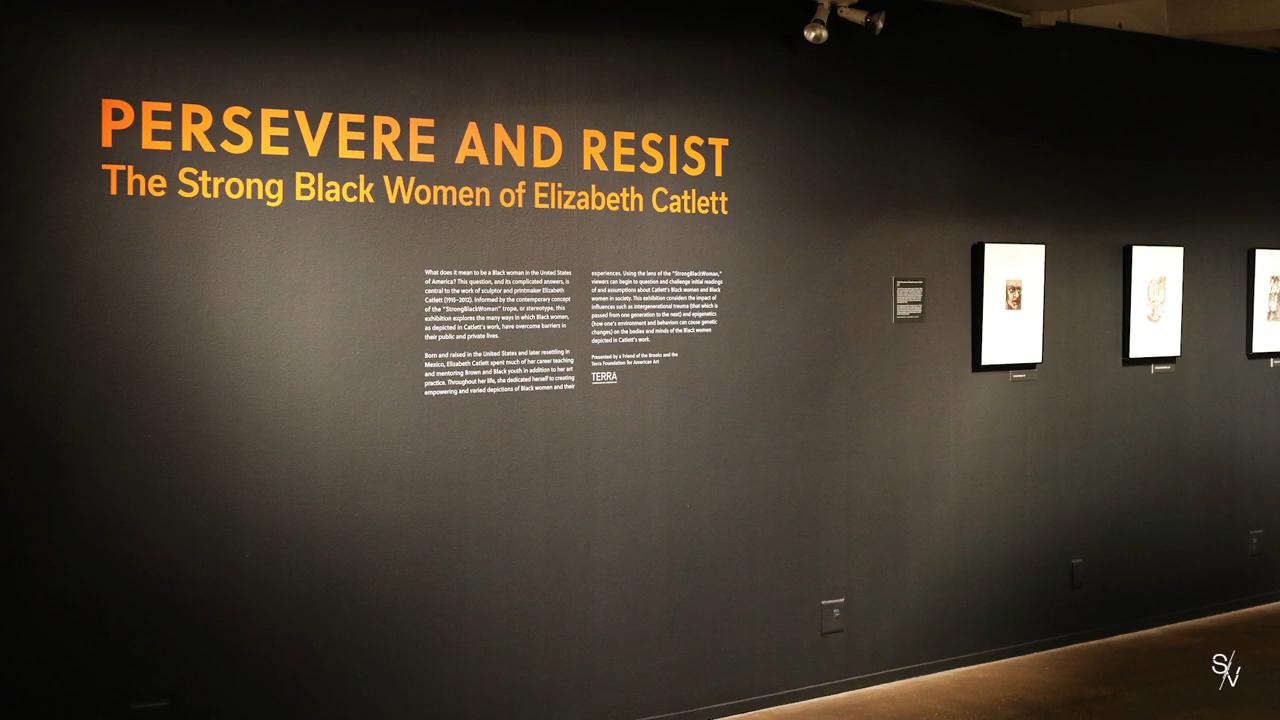 PERSEVERE AND RESIST
The Strong Black Women of Elizabeth Catlett
What does it mean to be a Black woman in the United States
of America? This question, and its complicated answers, is
central to the work of sculptor and printmaker Elizabeth
Catlett (1915–2012). Informed by the contemporary concept
of the "StrongBlackWoman" trope, or stereotype, this
exhibition explores the many ways in which Black women,
as depicted in Catlett's work, have overcome barriers in
their public and private lives.
Born and raised in the United States and later resettling in
Mexico, Elizabeth Catlett spent much of her career teaching
and mentoring Brown and Black youth in addition to her art
practice. Throughout her life, she dedicated herself to creating
empowering and varied depictions of Black women and their
experiences. Using the lens of the "StrongBlackWoman,"
viewers can begin to question and challenge initial readings
of and assumptions about Catlett's Black women and Black
women in society. This exhibition considers the impact of
influences such as intergenerational trauma (that which is
passed from one generation to the next) and epigenetics
(how one's environment and behaviors can cause genetic
changes) on the bodies and minds of the Black women
depicted in Catlett's work.
Presented by a Friend of the Brooks and the
Terra Foundation for American Art
TERRA
S/V